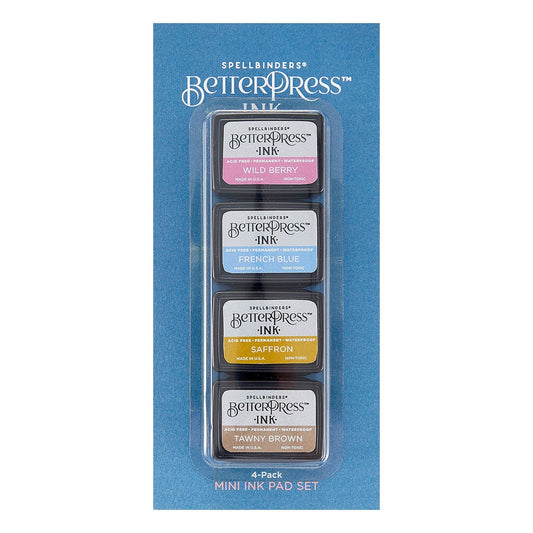 SPELLBINDERS®
BETTERPRESS™
INK
SPELLBINDERS®
BETTERPRESS™
·INK·
ACID FREE · PERMANENT · WATERPROOF
WILD BERRY
MADE IN U.S.A. NON-TOXIC
SPELLBINDERS®
BETTERPRESS™
·INK·
ACID FREE · PERMANENT · WATERPROOF
FRENCH BLUE
MADE IN U.S.A. NON-TOXIC
SPELLBINDERS®
BETTERPRESS™
·INK·
ACID FREE · PERMANENT · WATERPROOF
SAFFRON
MADE IN U.S.A. NON-TOXIC
SPELLBINDERS®
BETTERPRESS™
·INK·
ACID FREE · PERMANENT · WATERPROOF
TAWNY BROWN
MADE IN U.S.A. NON-TOXIC
4-Pack
MINI INK PAD SET